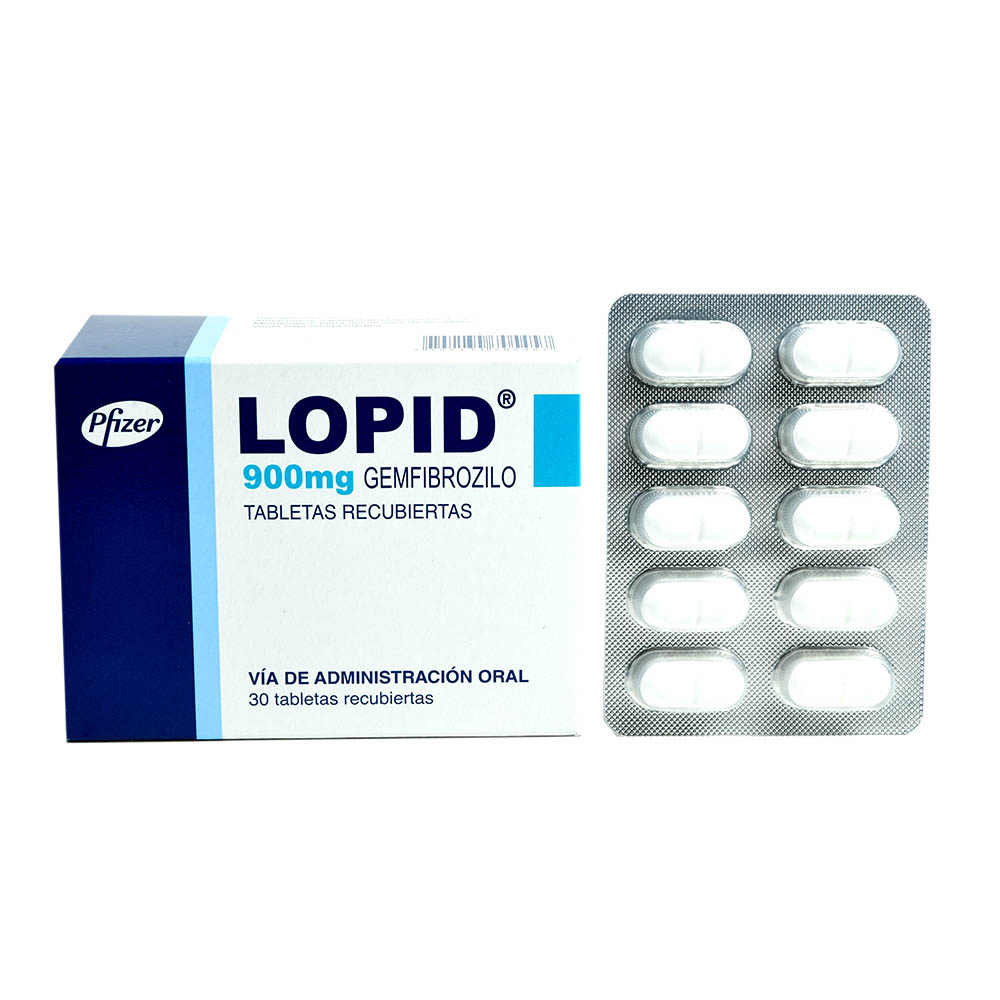 Pfizer
LOPID®
900mg GEMFIBROZILO
TABLETAS RECUBIERTAS
VÍA DE ADMINISTRACIÓN ORAL
30 tabletas recubiertas